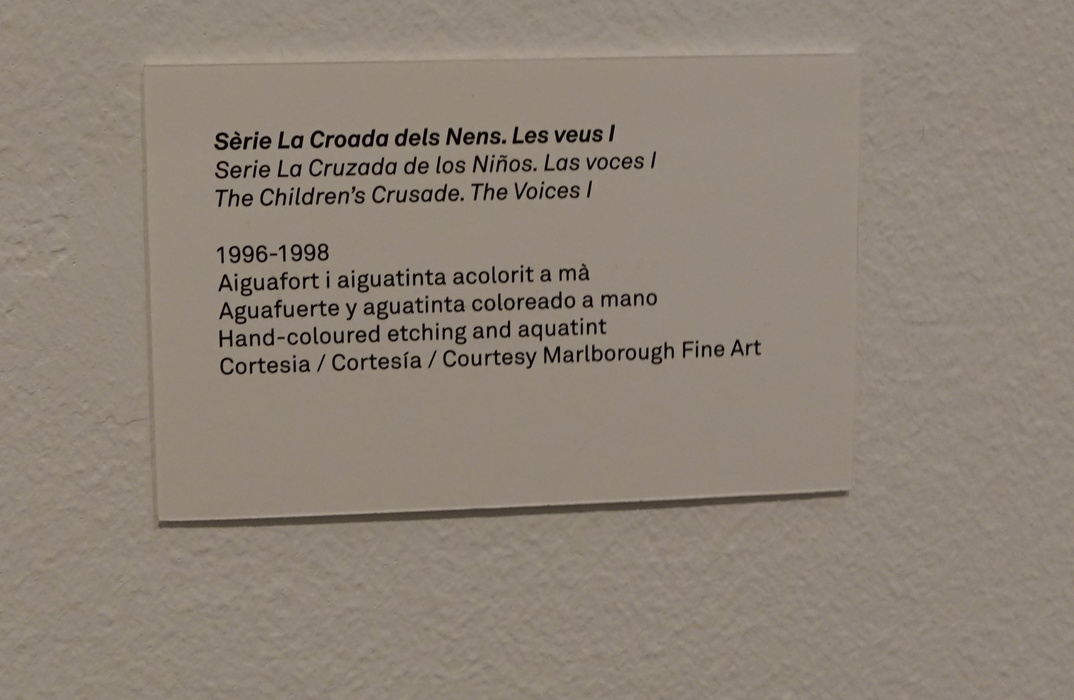 Sèrie La Croada dels Nens. Les veus I
Serie La Cruzada de los Niños. Las voces I
The Children’s Crusade. The Voices I
1996-1998
Aiguafort i aiguatinta acolorit a mà
Aguafuerte y aguatinta coloreado a mano
Hand-coloured etching and aquatint
Cortesia / Cortesía / Courtesy Marlborough Fine Art